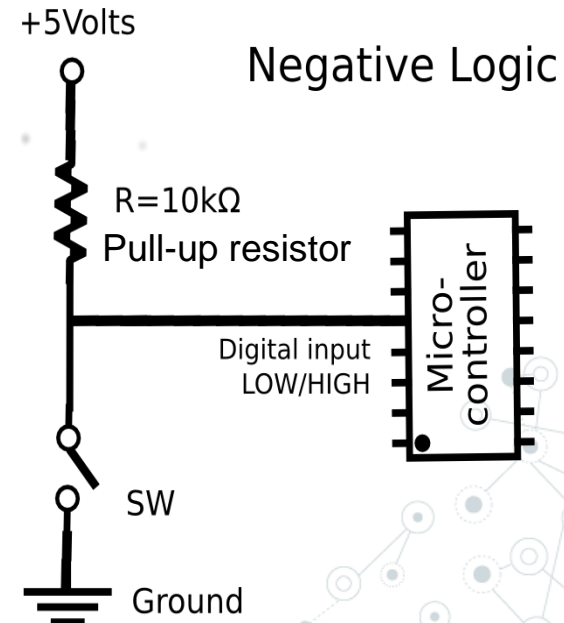 +5Volts
Negative Logic
R=10kΩ
Pull-up resistor
Digital input
LOW/HIGH
Micro-
controller
SW
Ground